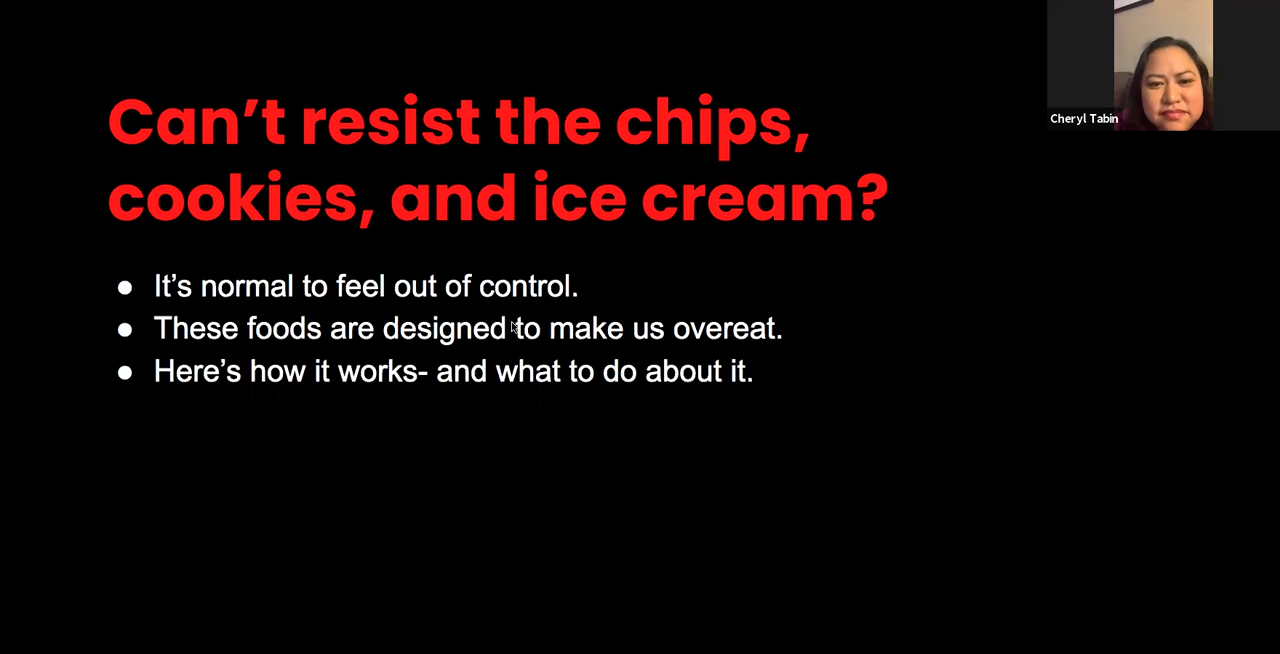 Can’t resist the chips,
cookies, and ice cream?
● It’s normal to feel out of control.
● These foods are designed to make us overeat.
● Here’s how it works- and what to do about it.
Cheryl Tabin